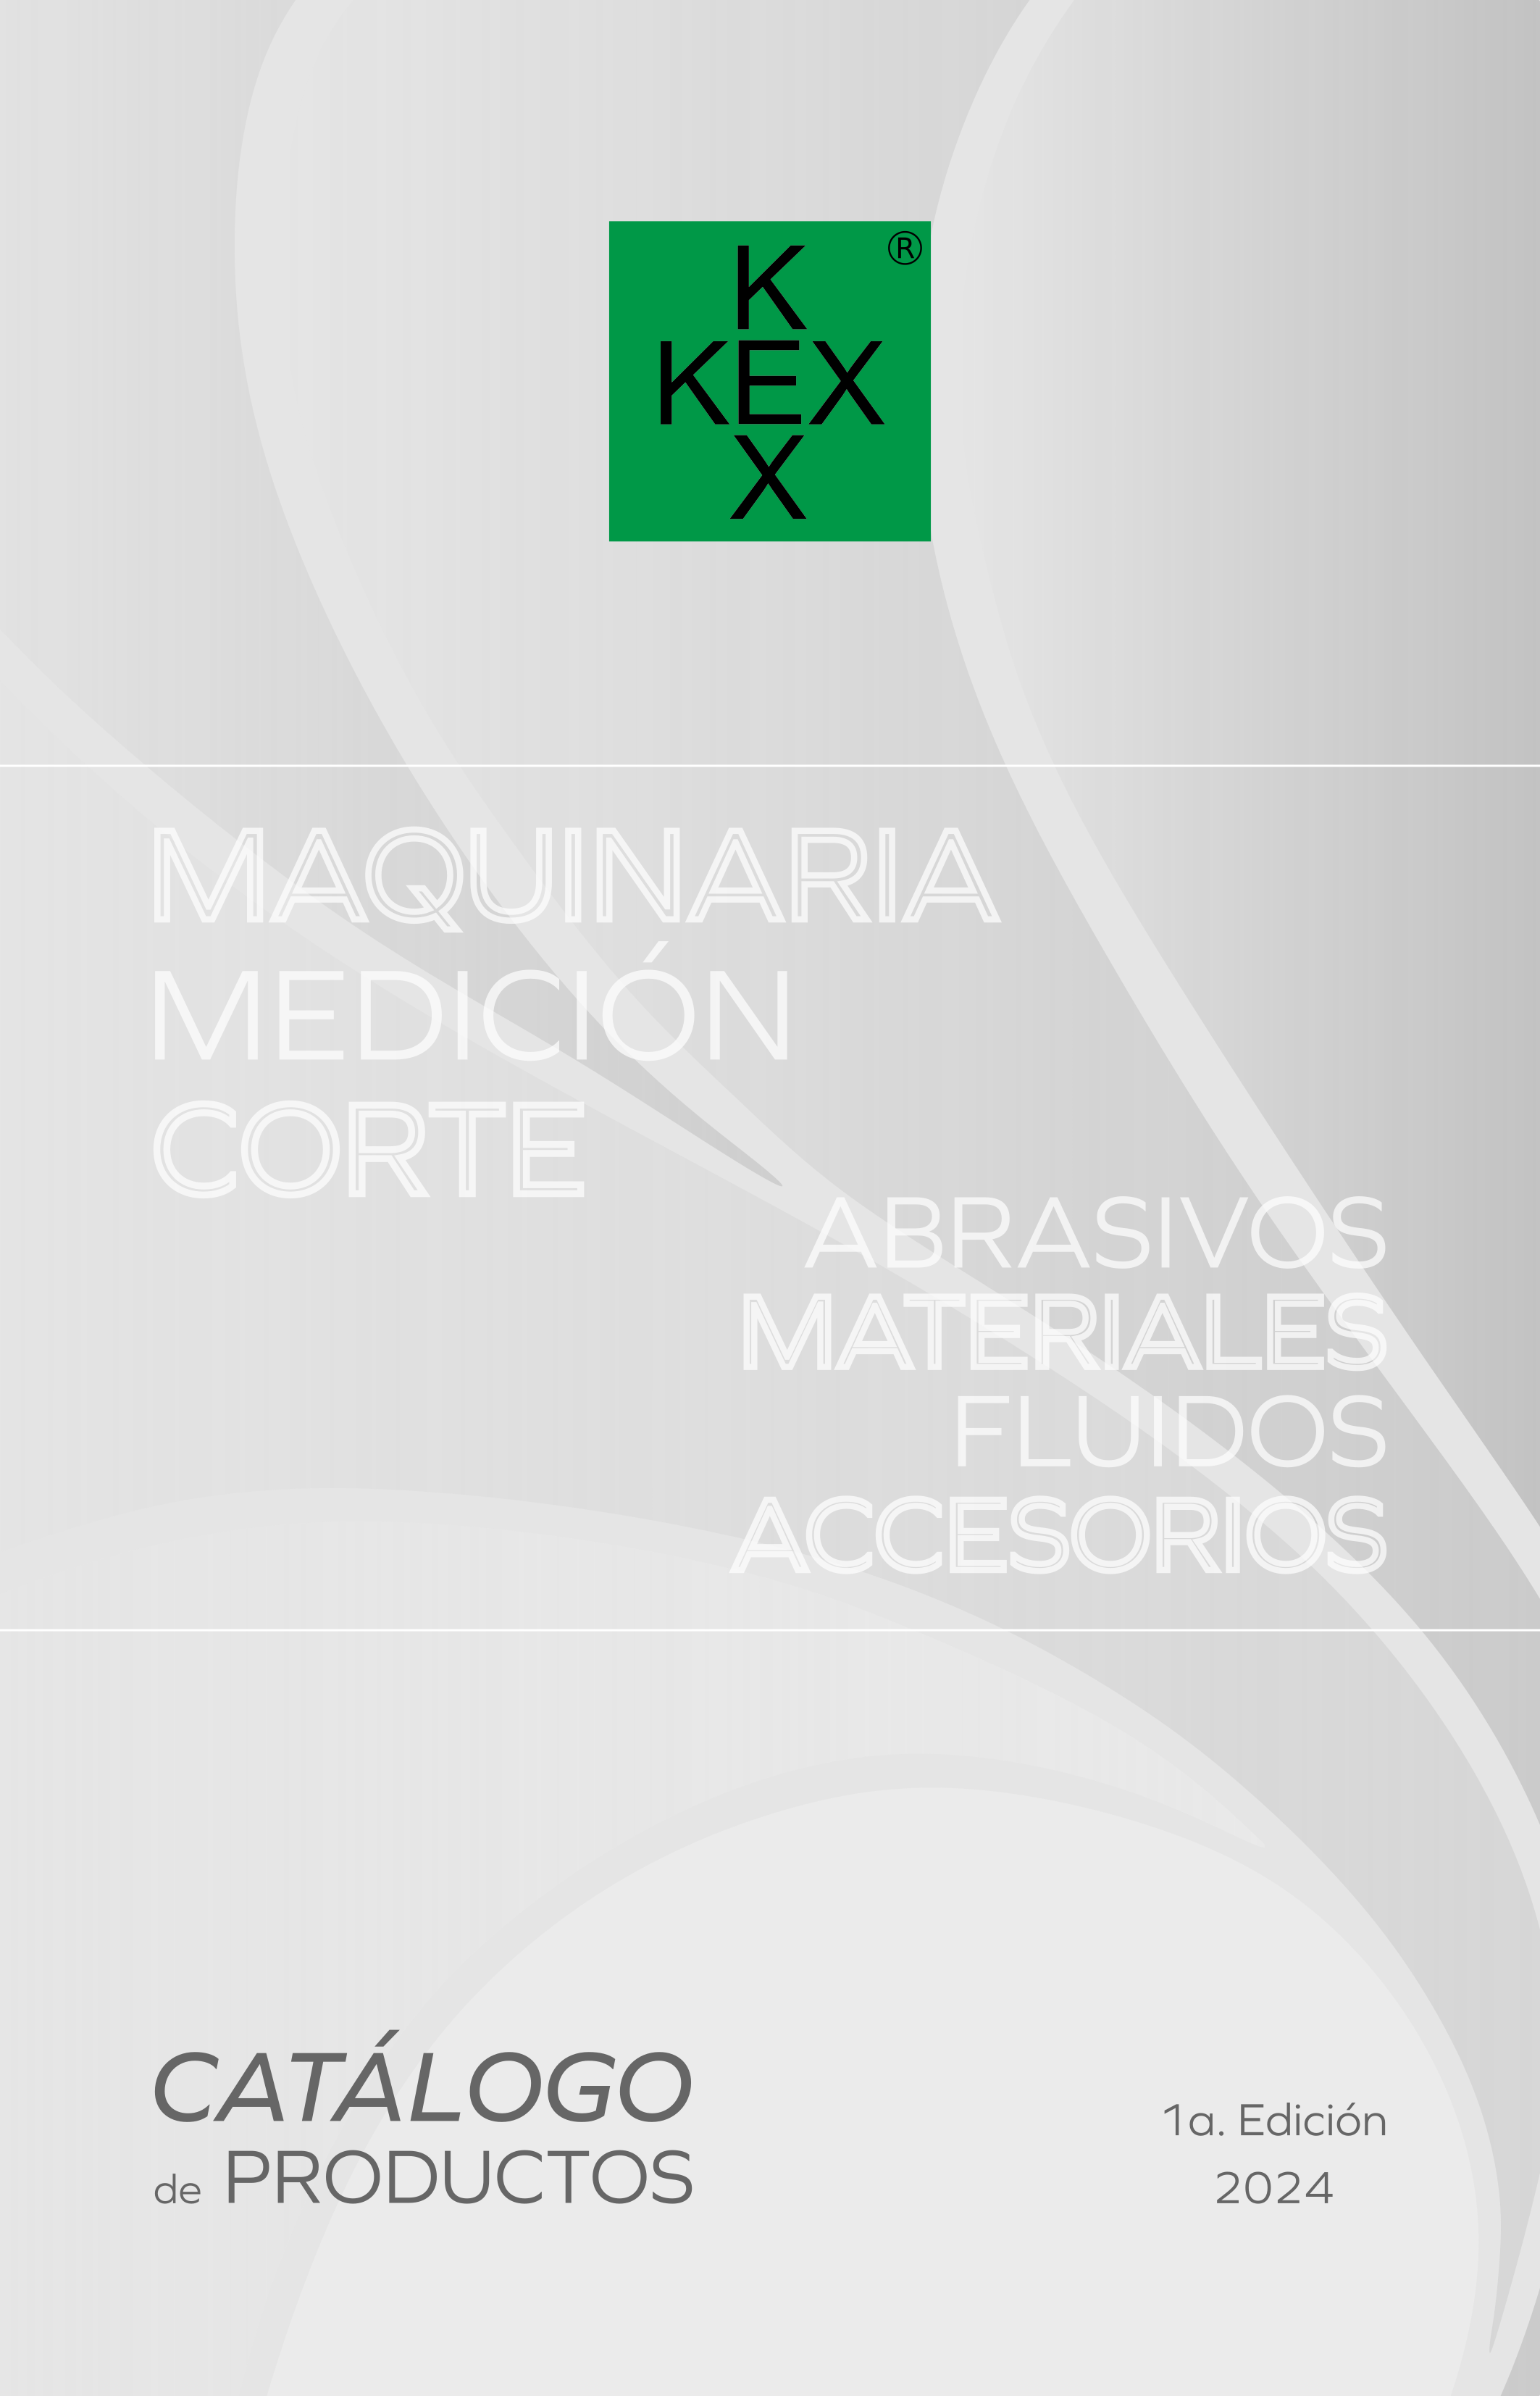 K
®
KEX
X
MAQUINARIA
MEDICIÓN
CORTE
ABRASIVOS
MATERIALES
FLUIDOS
ACCESORIOS
CATÁLOGO
de PRODUCTOS
1a. Edición
2024